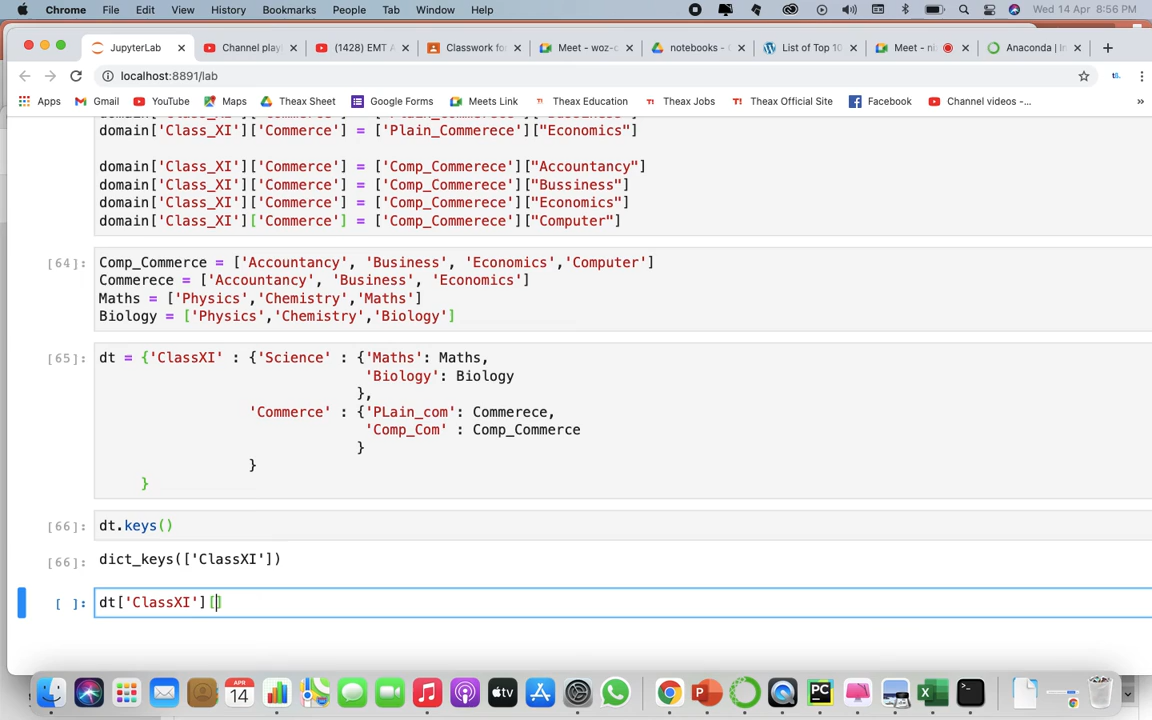 Chrome File Edit View History Bookmarks People Tab Window Help Wed 14 Apr 8:56 PM
JupyterLab Channel play (1428) EMT A Classwork fo Meet - woz-c notebooks - G WordPress List of Top 10 Meet - ni Anaconda | In
localhost:8891/lab
Apps Gmail YouTube Maps Theax Sheet Google Forms Meets Link Theax Education Theax Jobs Theax Official Site Facebook Channel videos -... »
domain['Class_XI']['Commerce'] = ['Plain_Commerece']["Economics"]
domain['Class_XI']['Commerce'] = ['Comp_Commerece']["Accountancy"]
domain['Class_XI']['Commerce'] = ['Comp_Commerece']["Bussiness"]
domain['Class_XI']['Commerce'] = ['Comp_Commerece']["Economics"]
domain['Class_XI']['Commerce'] = ['Comp_Commerece']["Computer"]
[64]: Comp_Commerce = ['Accountancy', 'Business', 'Economics','Computer']
Commerece = ['Accountancy', 'Business', 'Economics']
Maths = ['Physics','Chemistry','Maths']
Biology = ['Physics','Chemistry','Biology']
[65]: dt = {'ClassXI' : {'Science' : {'Maths': Maths,
'Biology': Biology
},
'Commerce' : {'PLain_com': Commerece,
'Comp_Com' : Comp_Commerce
}
}
}
[66]: dt.keys()
[66]: dict_keys(['ClassXI'])
[ ]: dt['ClassXI'][]
APR
14
tv
PC